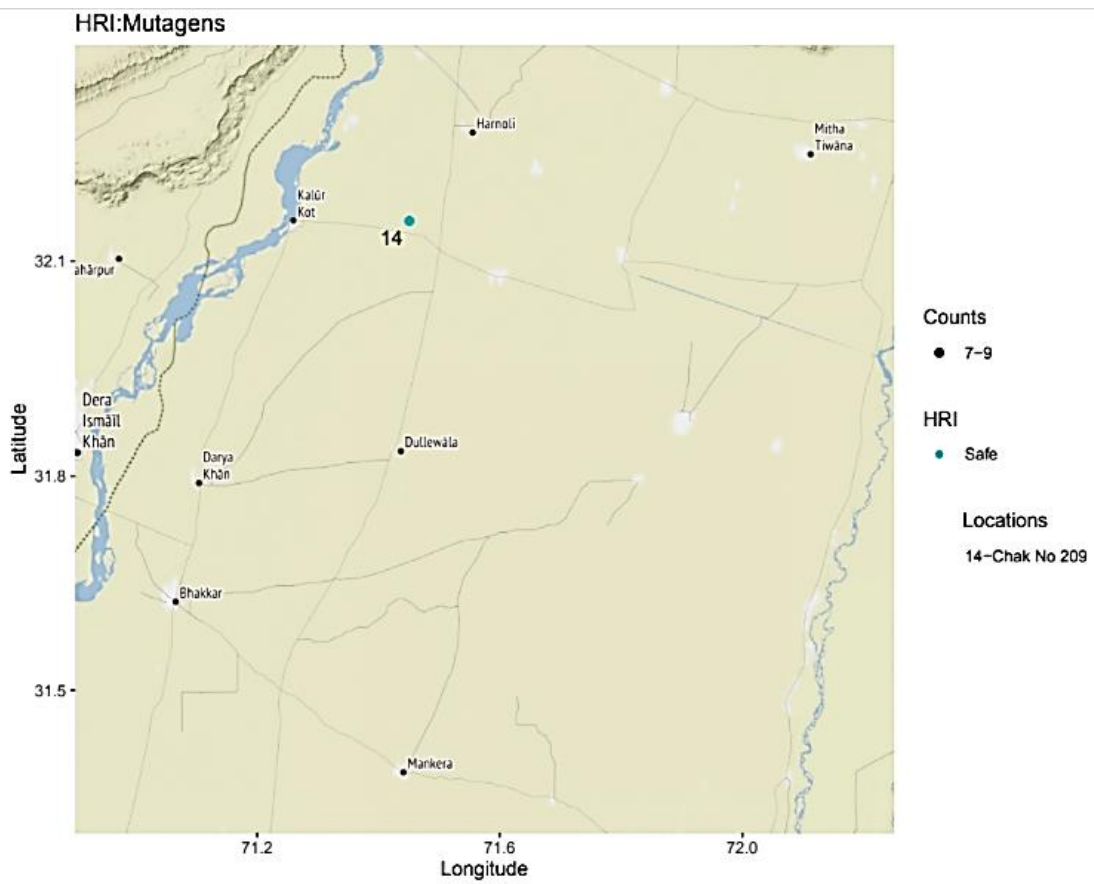 HRI:Mutagens
Harnoli
Mitha
Tiwāna
Kalūr
Kot
14
32.1
ahārpur
Dera
Ismāīl
Khān
Darya
Khān
Dullewāla
31.8
Latitude
Bhakkar
31.5
Mankera
71.2
71.6
72.0
Longitude
Counts
7-9
HRI
Safe
Locations
14-Chak No 209